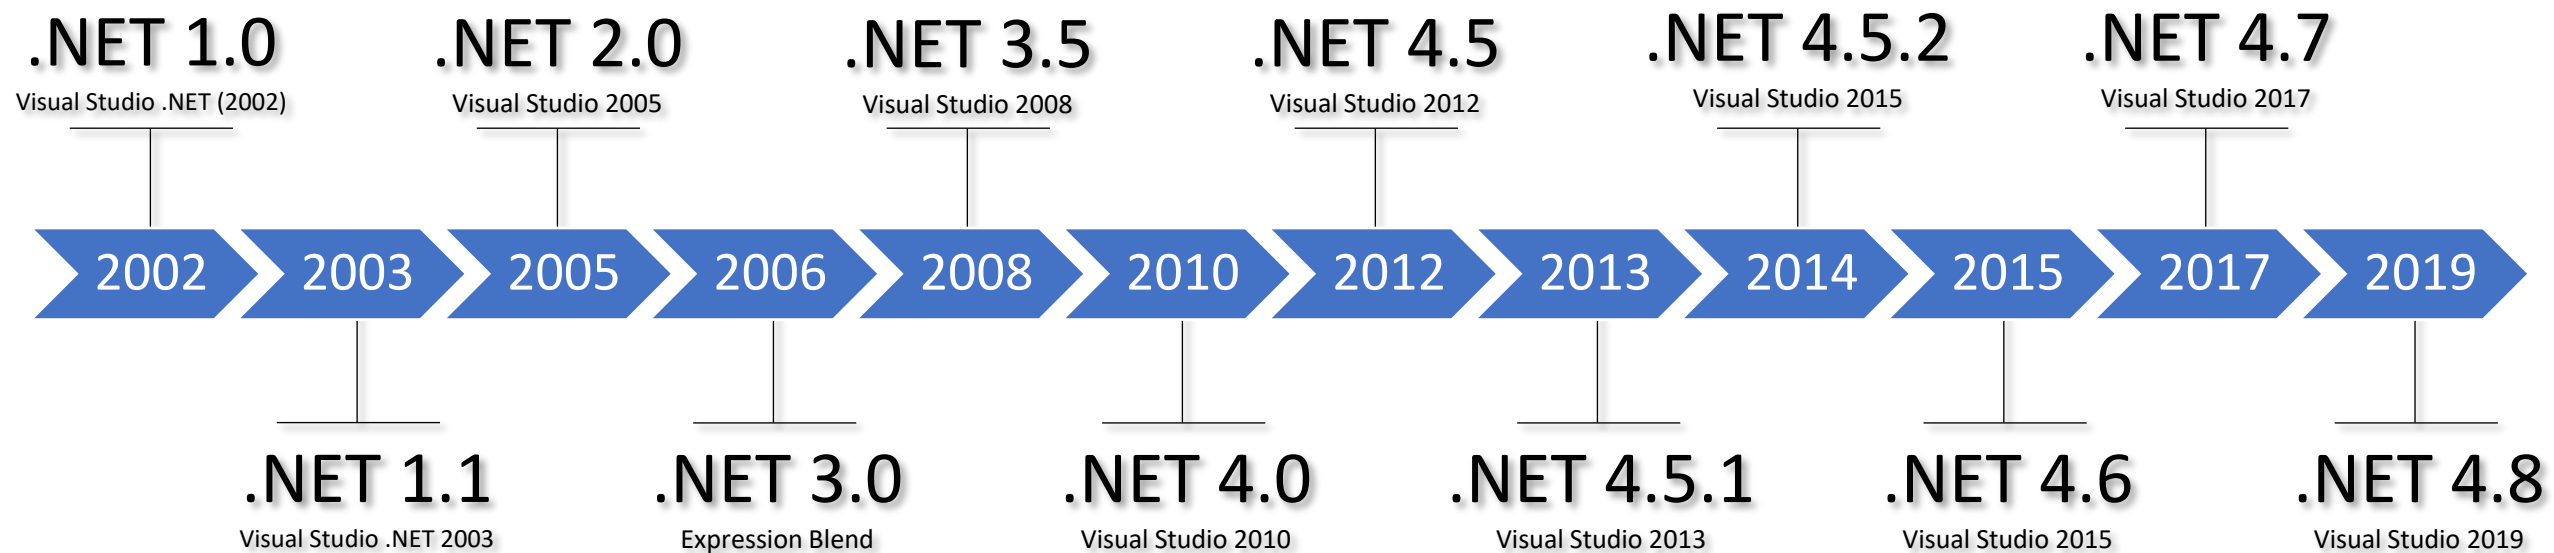 .NET 1.0
Visual Studio .NET (2002)
.NET 2.0
Visual Studio 2005
.NET 3.5
Visual Studio 2008
.NET 4.5
Visual Studio 2012
.NET 4.5.2
Visual Studio 2015
.NET 4.7
Visual Studio 2017
2002
2003
2005
2006
2008
2010
2012
2013
2014
2015
2017
2019
.NET 1.1
Visual Studio .NET 2003
.NET 3.0
Expression Blend
.NET 4.0
Visual Studio 2010
.NET 4.5.1
Visual Studio 2013
.NET 4.6
Visual Studio 2015
.NET 4.8
Visual Studio 2019